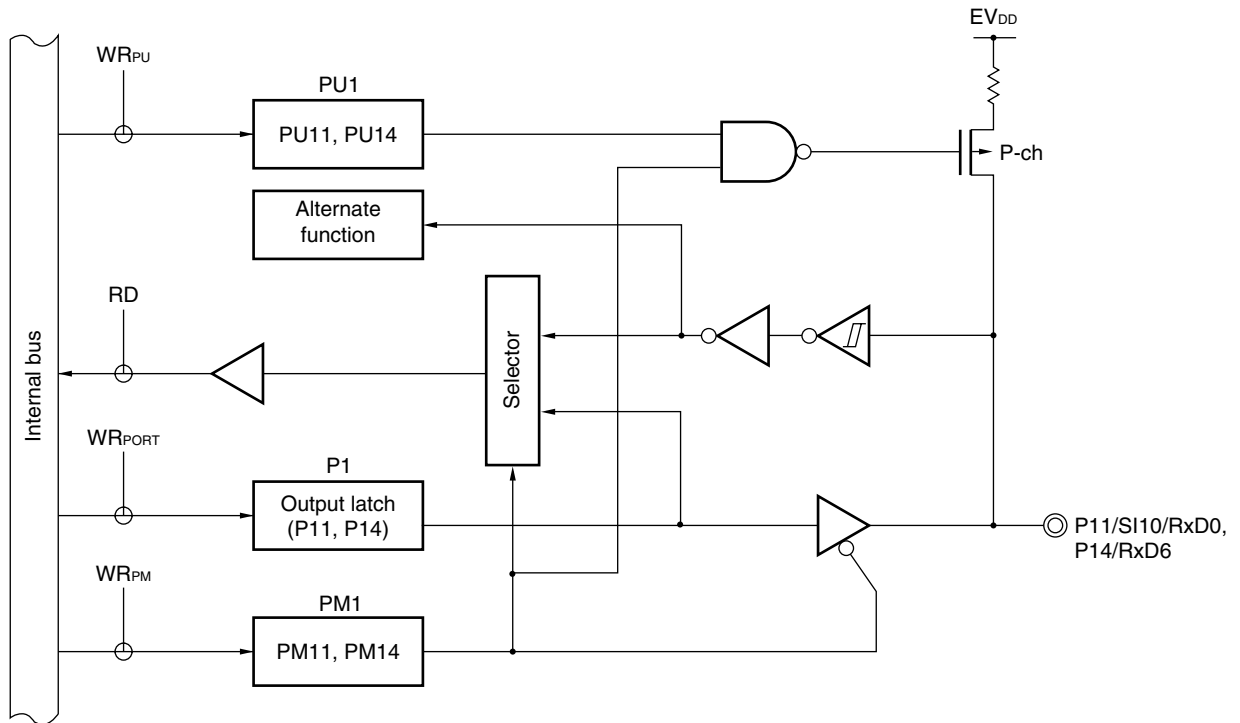 EVDD
WRPU
PU1
PU11, PU14
P-ch
Alternate
function
RD
Selector
Internal bus
WRPORT
P1
Output latch
(P11, P14)
P11/SI10/RxD0,
P14/RxD6
WRPM
PM1
PM11, PM14